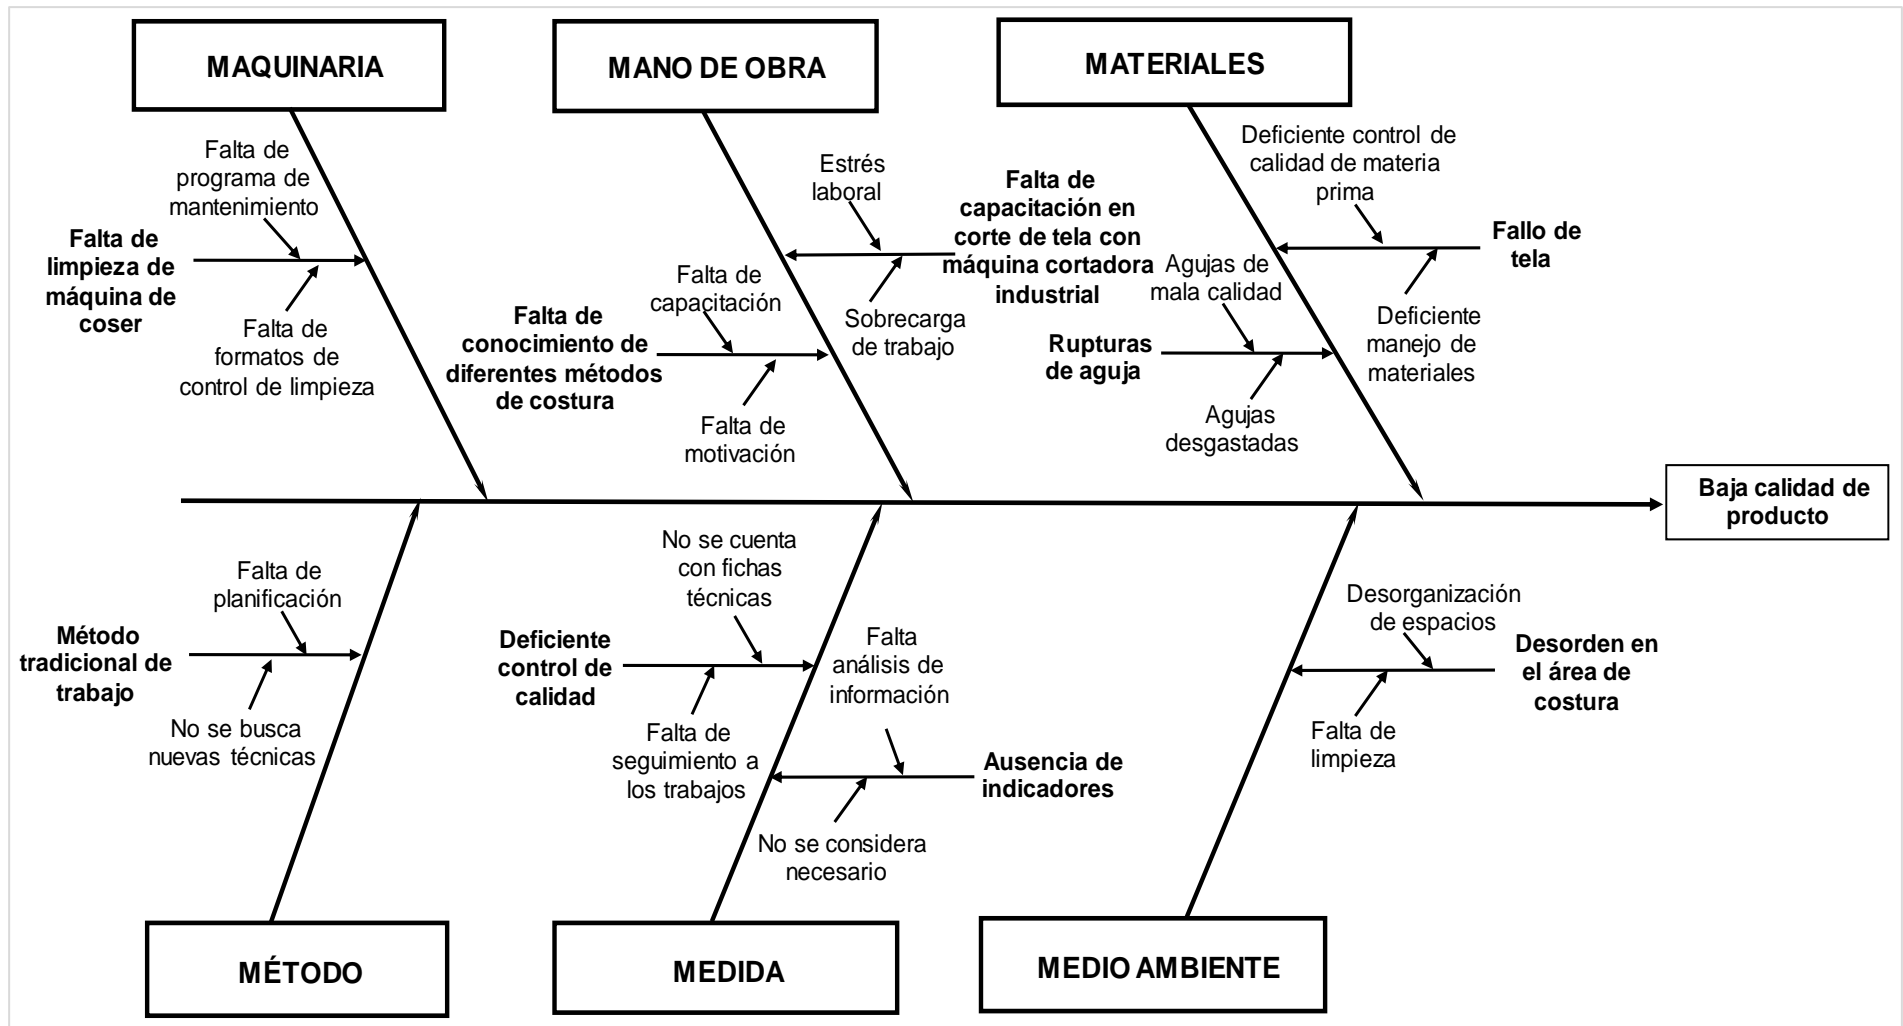 MAQUINARIA
MANO DE OBRA
MATERIALES
Falta de
programa de
mantenimiento
Falta de
limpieza de
máquina de
coser
Falta de
formatos de
control de limpieza
Estrés
laboral
Falta de
capacitación en
corte de tela con
máquina cortadora
industrial
Sobrecarga
de trabajo
Falta de
capacitación
Falta de
conocimiento de
diferentes métodos
de costura
Falta de
motivación
Deficiente control de
calidad de materia
prima
Fallo de
tela
Deficiente
manejo de
materiales
Agujas de
mala calidad
Rupturas
de aguja
Agujas
desgastadas
Baja calidad de
producto
Falta de
planificación
Método
tradicional de
trabajo
No se busca
nuevas técnicas
No se cuenta
con fichas
técnicas
Deficiente
control de
calidad
Falta de
seguimiento a
los trabajos
Falta
análisis de
información
Ausencia de
indicadores
No se considera
necesario
Desorganización
de espacios
Desorden en
el área de
costura
Falta de
limpieza
MÉTODO
MEDIDA
MEDIO AMBIENTE